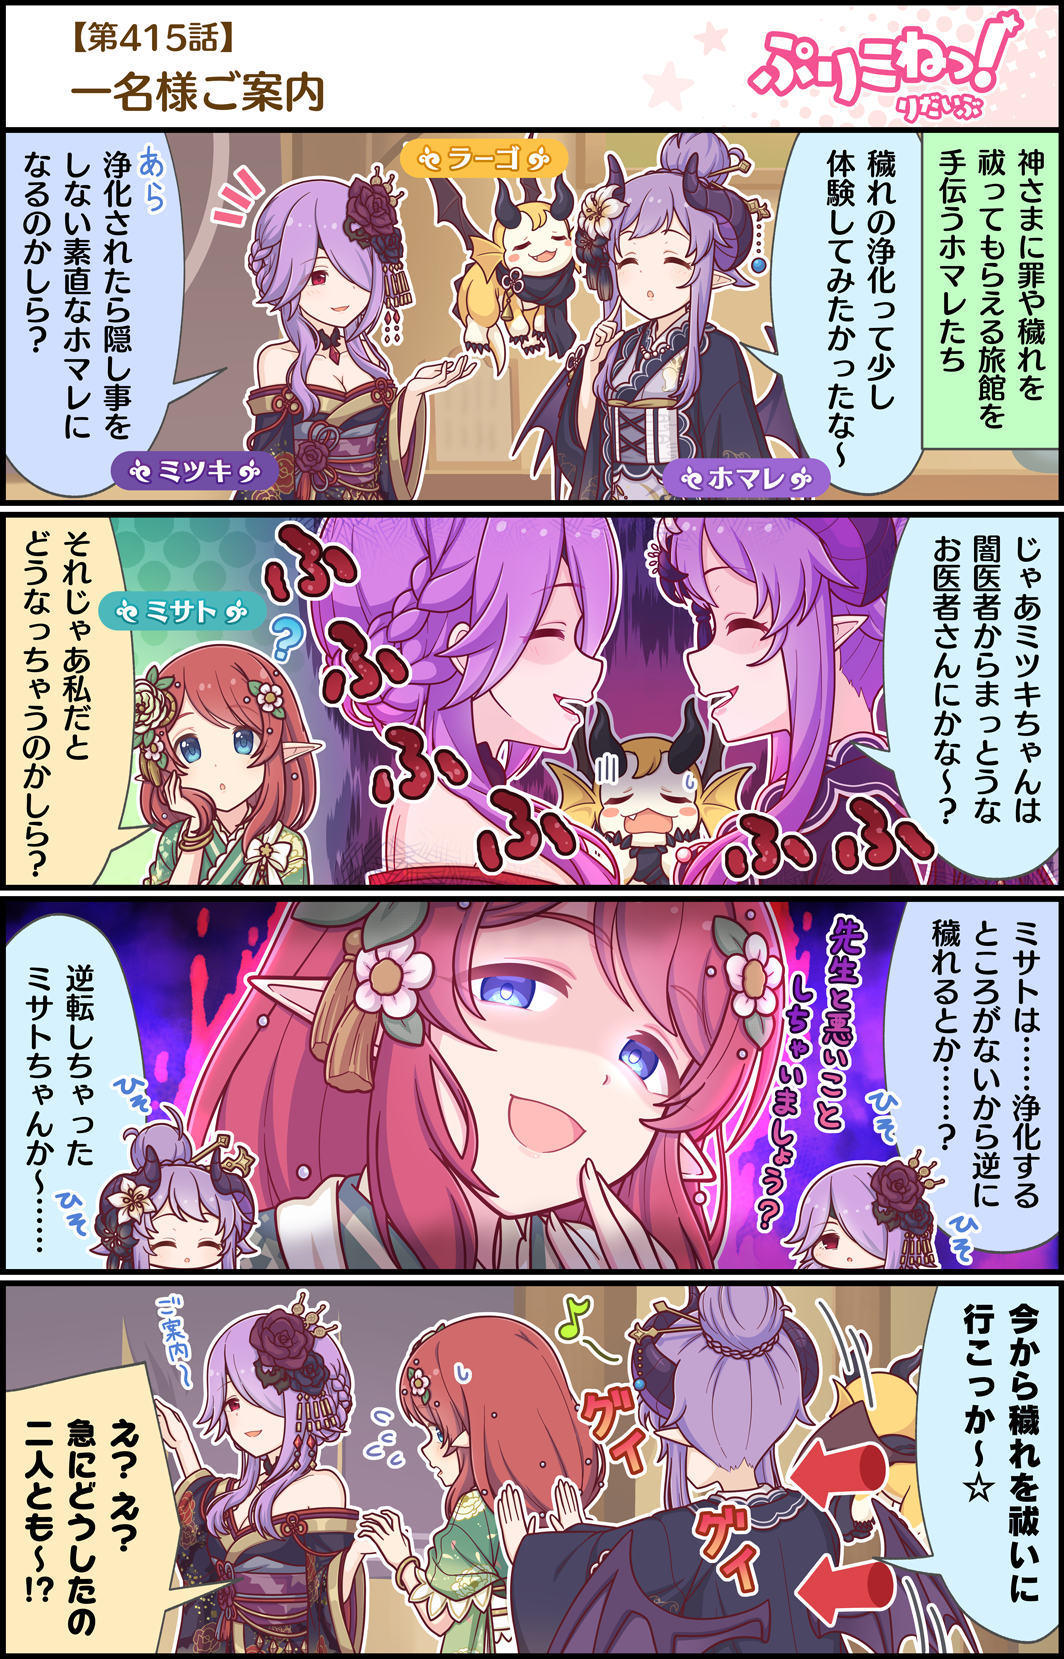 【第415話】
一名様ご案内
ぷりこねっ!
りだいぶ
神さまに罪や穢れを
祓ってもらえる旅館を
手伝うホマレたち
穢れの浄化って少し
体験してみたかったな～
ラーゴ
あら
浄化されたら隠し事を
しない素直なホマレに
なるのかしら？
ミツキ
ホマレ
じゃあミツキちゃんは
闇医者からまっとうな
お医者さんにかな～？
ふふふふ
ふふ
ミサト
？
それじゃあ私だと
どうなっちゃうのかしら？
ミサトは……浄化する
ところがないから逆に
穢れるとか……？
ひそ
ひそ
先生と悪いこと
しちゃいましょう？
逆転しちゃった
ミサトちゃんか～……
ひそ
ひそ
今から穢れを祓いに
行こっか～☆
グイ
グイ
ご案内～
え？え？
急にどうしたの
二人とも～!?